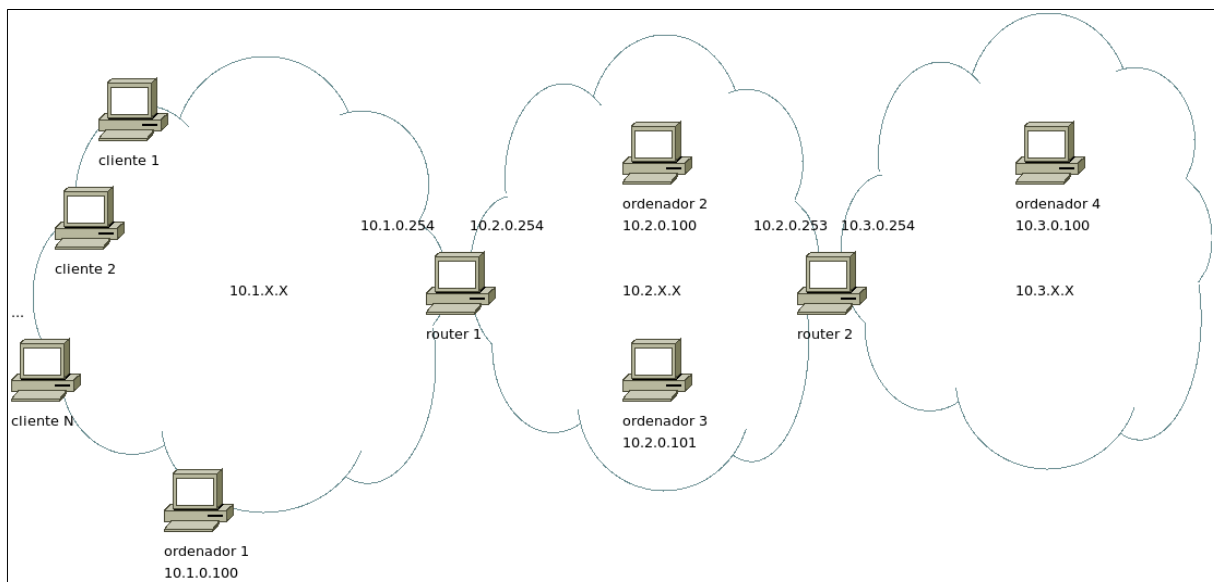 cliente 1
cliente 2
...
cliente N
ordenador 1
10.1.0.100
10.1.X.X
10.1.0.254
10.2.0.254
router 1
ordenador 2
10.2.0.100
10.2.X.X
ordenador 3
10.2.0.101
10.2.0.253
10.3.0.254
router 2
ordenador 4
10.3.0.100
10.3.X.X